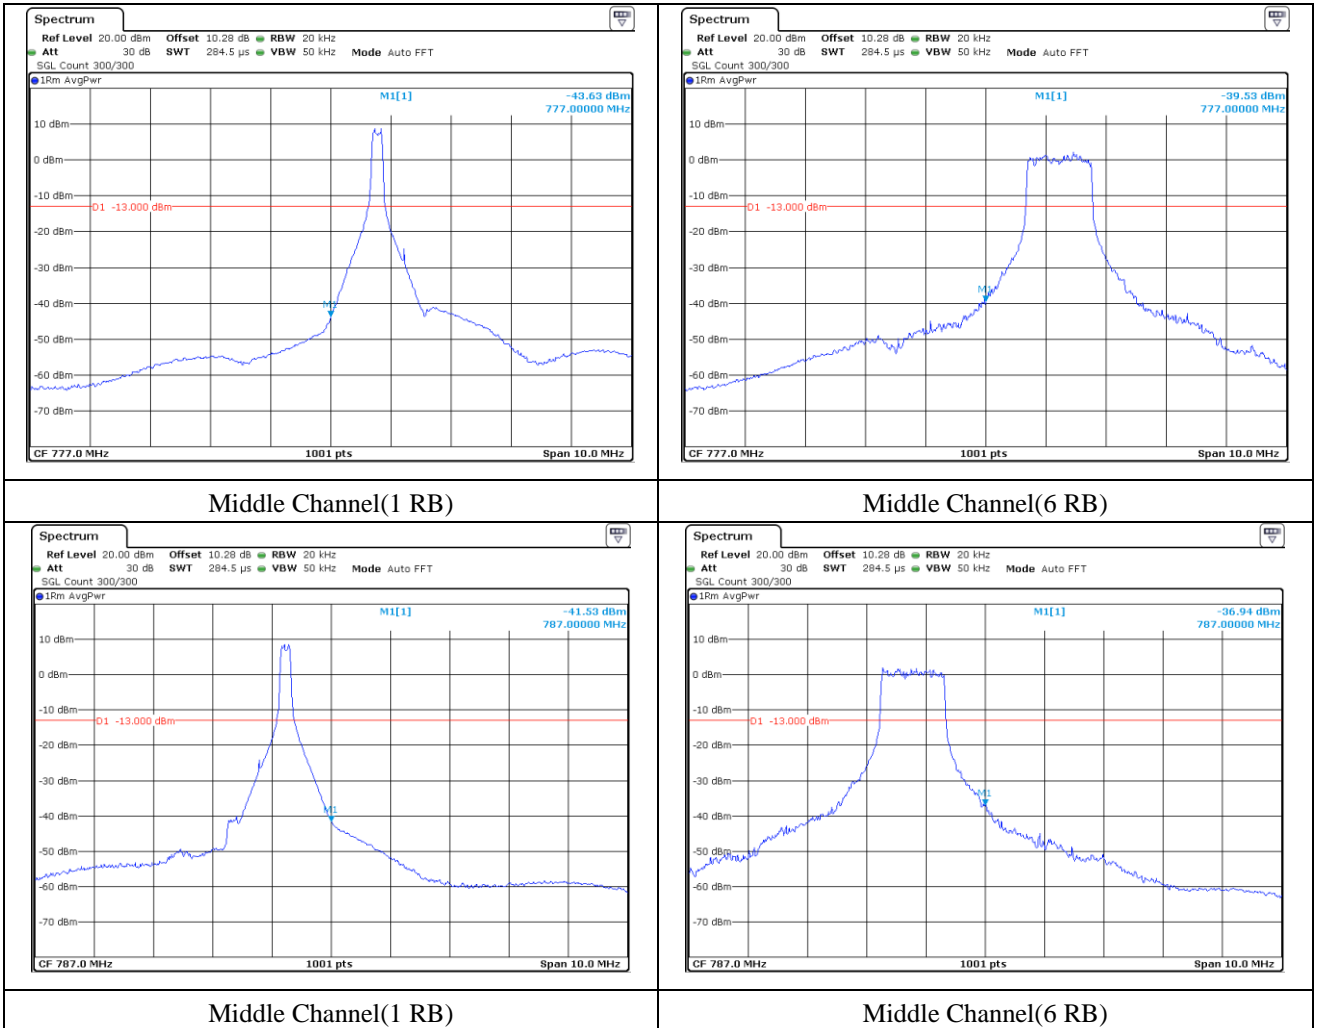 Spectrum
Ref Level 20.00 dBm Offset 10.28 dB RBW 20 kHz
Att 30 dB SWT 284.5 µs VBW 50 kHz Mode Auto FFT
SGL Count 300/300
1Rm AvgPwr
M1[1] -43.63 dBm
777.00000 MHz
10 dBm
0 dBm
-10 dBm
D1 -13.000 dBm
-20 dBm
-30 dBm
-40 dBm
M1
-50 dBm
-60 dBm
-70 dBm
CF 777.0 MHz 1001 pts Span 10.0 MHz
Middle Channel(1 RB)
Spectrum
Ref Level 20.00 dBm Offset 10.28 dB RBW 20 kHz
Att 30 dB SWT 284.5 µs VBW 50 kHz Mode Auto FFT
SGL Count 300/300
1Rm AvgPwr
M1[1] -39.53 dBm
777.00000 MHz
10 dBm
0 dBm
-10 dBm
D1 -13.000 dBm
-20 dBm
-30 dBm
M1
-40 dBm
-50 dBm
-60 dBm
-70 dBm
CF 777.0 MHz 1001 pts Span 10.0 MHz
Middle Channel(6 RB)
Spectrum
Ref Level 20.00 dBm Offset 10.28 dB RBW 20 kHz
Att 30 dB SWT 284.5 µs VBW 50 kHz Mode Auto FFT
SGL Count 300/300
1Rm AvgPwr
M1[1] -41.53 dBm
787.00000 MHz
10 dBm
0 dBm
-10 dBm
D1 -13.000 dBm
-20 dBm
-30 dBm
M1
-40 dBm
-50 dBm
-60 dBm
-70 dBm
CF 787.0 MHz 1001 pts Span 10.0 MHz
Middle Channel(1 RB)
Spectrum
Ref Level 20.00 dBm Offset 10.28 dB RBW 20 kHz
Att 30 dB SWT 284.5 µs VBW 50 kHz Mode Auto FFT
SGL Count 300/300
1Rm AvgPwr
M1[1] -36.94 dBm
787.00000 MHz
10 dBm
0 dBm
-10 dBm
D1 -13.000 dBm
-20 dBm
-30 dBm
M1
-40 dBm
-50 dBm
-60 dBm
-70 dBm
CF 787.0 MHz 1001 pts Span 10.0 MHz
Middle Channel(6 RB)